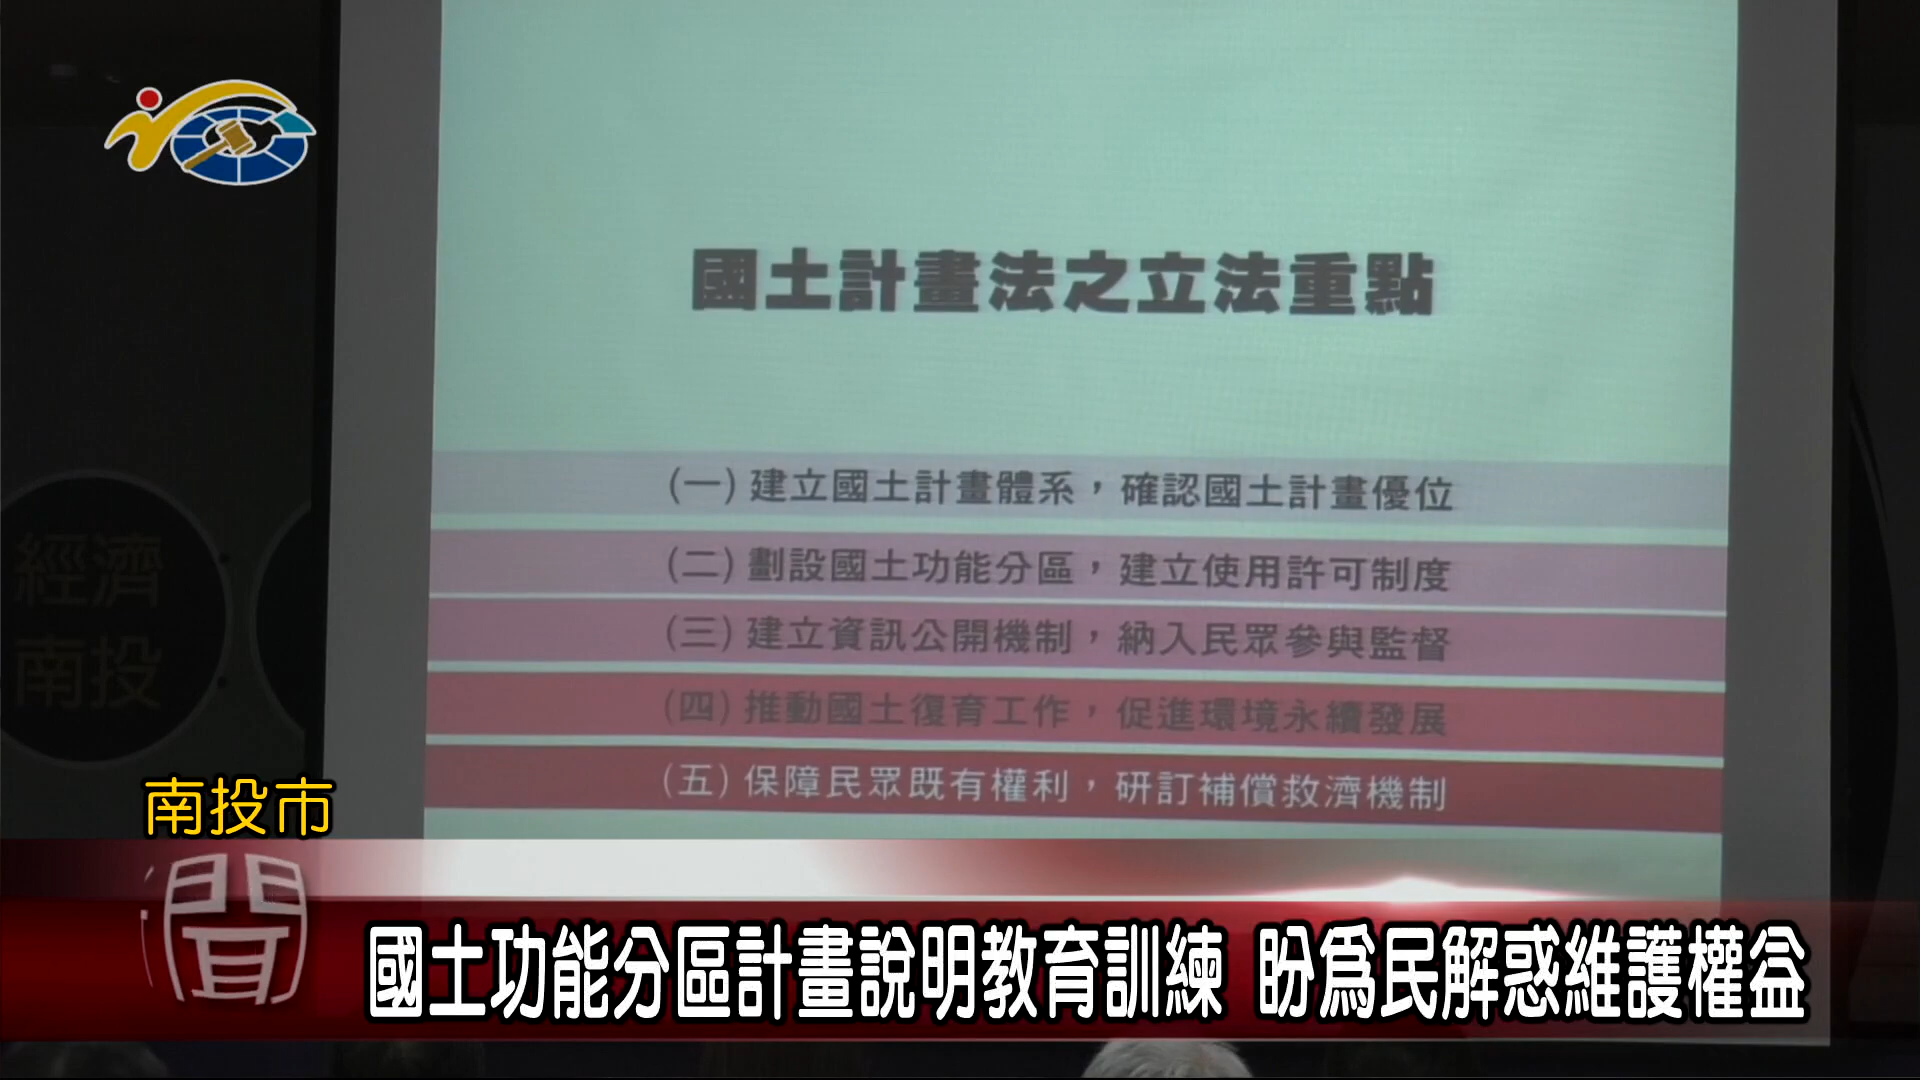 國土計畫法之立法重點
(一)建立國土計畫體系，確認國土計畫優位
(二)劃設國土功能分區，建立使用許可制度
(三)建立資訊公開機制，納入民眾參與監督
(四)推動國土復育工作，促進環境永續發展
(五)保障民眾既有權利，研訂補償救濟機制
經濟
南投
南投市
聞
國土功能分區計畫說明教育訓練 盼爲民解惑維護權益